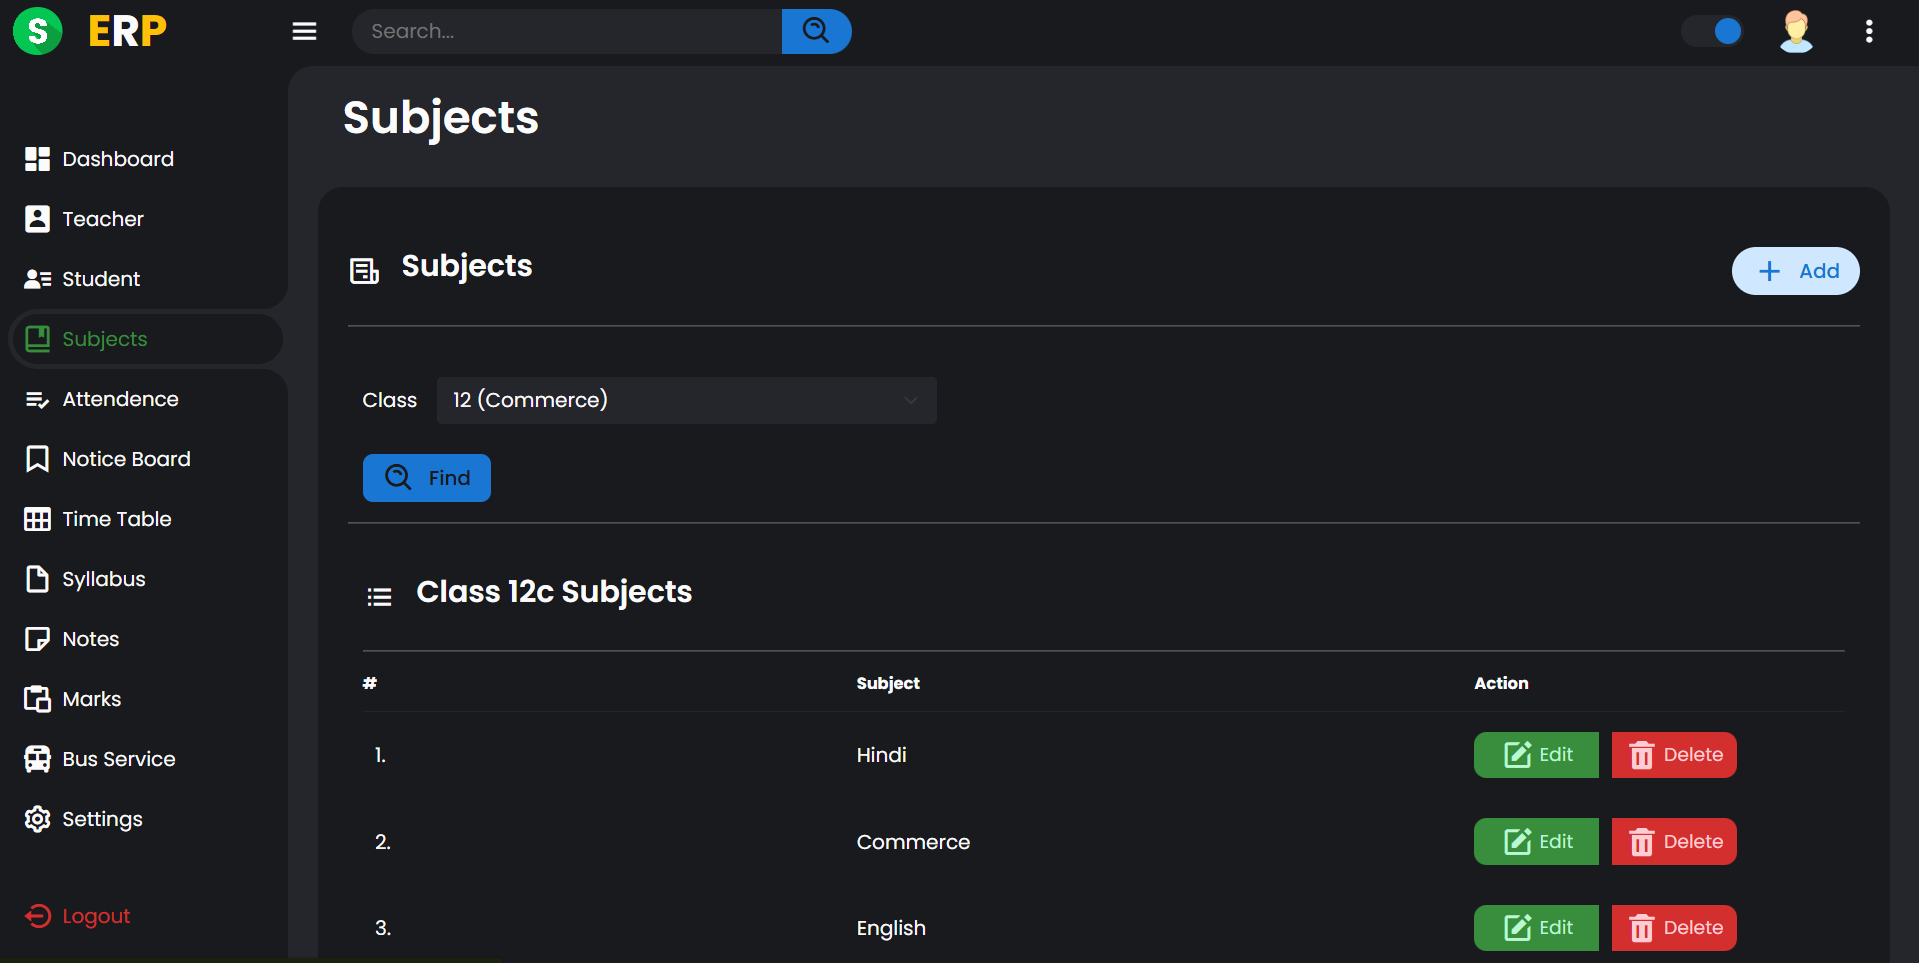 S ERP
Search...
Subjects
Dashboard
Teacher
Student
Subjects
Attendence
Notice Board
Time Table
Syllabus
Notes
Marks
Bus Service
Settings
Logout
Subjects
+ Add
Class 12 (Commerce)
Find
Class 12c Subjects
# Subject Action
1. Hindi Edit Delete
2. Commerce Edit Delete
3. English Edit Delete